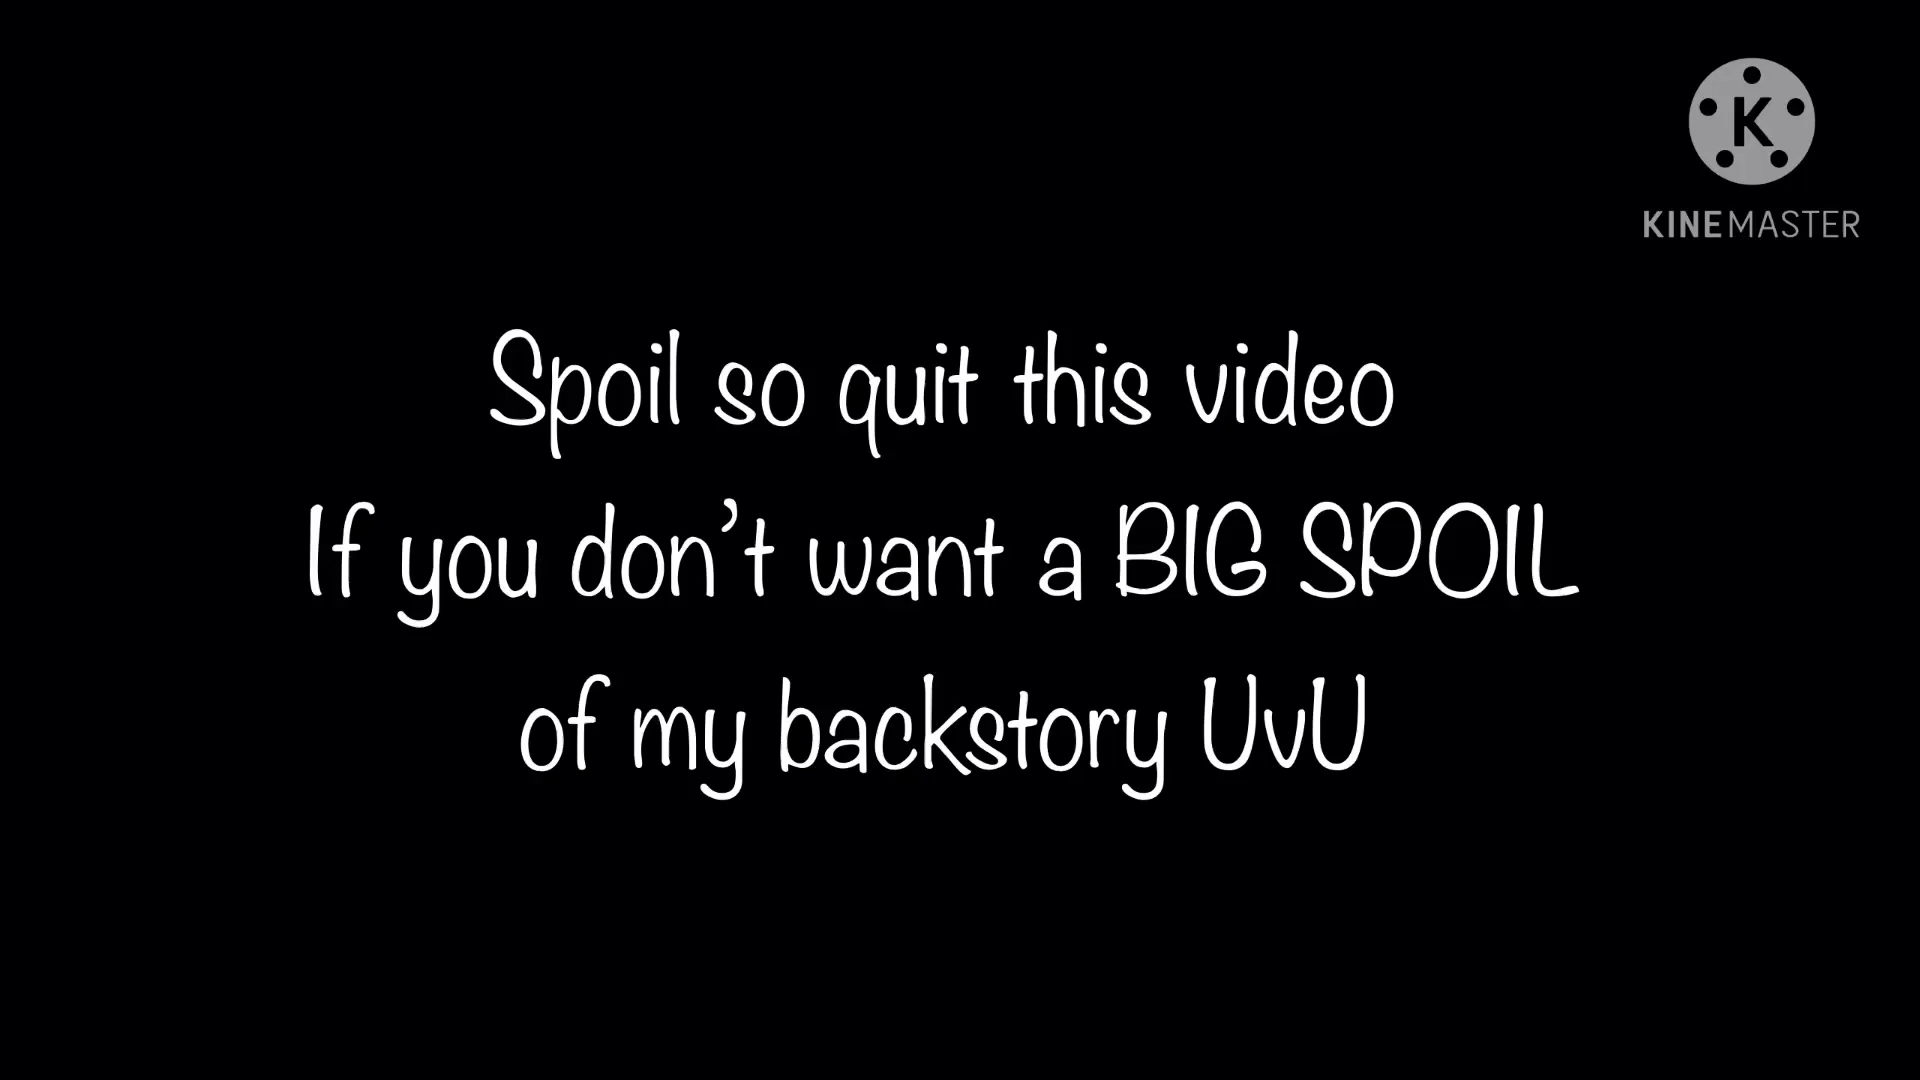 K
KINEMASTER
Spoil so quit this video
If you don't want a BIG SPOIL
of my backstory UvU